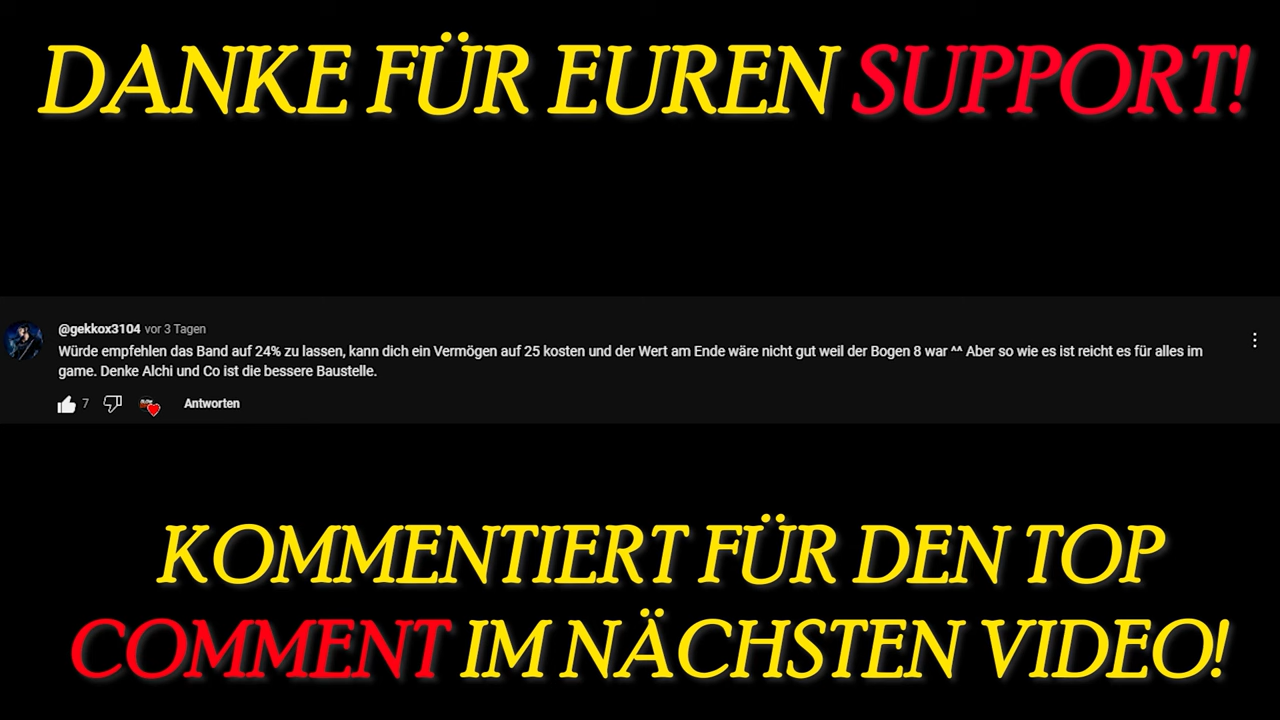 DANKE FÜR EUREN SUPPORT!
@gekkox3104 vor 3 Tagen
Würde empfehlen das Band auf 24% zu lassen, kann dich ein Vermögen auf 25 kosten und der Wert am Ende wäre nicht gut weil der Bogen 8 war ^^ Aber so wie es ist reicht es für alles im
game. Denke Alchi und Co ist die bessere Baustelle.
7 Antworten
KOMMENTIERT FÜR DEN TOP
COMMENT IM NÄCHSTEN VIDEO!